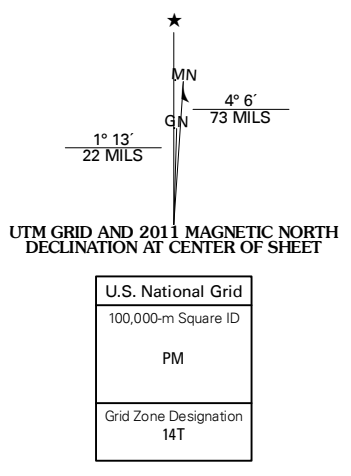 MN
GN
4° 6´
73 MILS
1° 13´
22 MILS
UTM GRID AND 2011 MAGNETIC NORTH
DECLINATION AT CENTER OF SHEET
U.S. National Grid
100,000-m Square ID
PM
Grid Zone Designation
14T